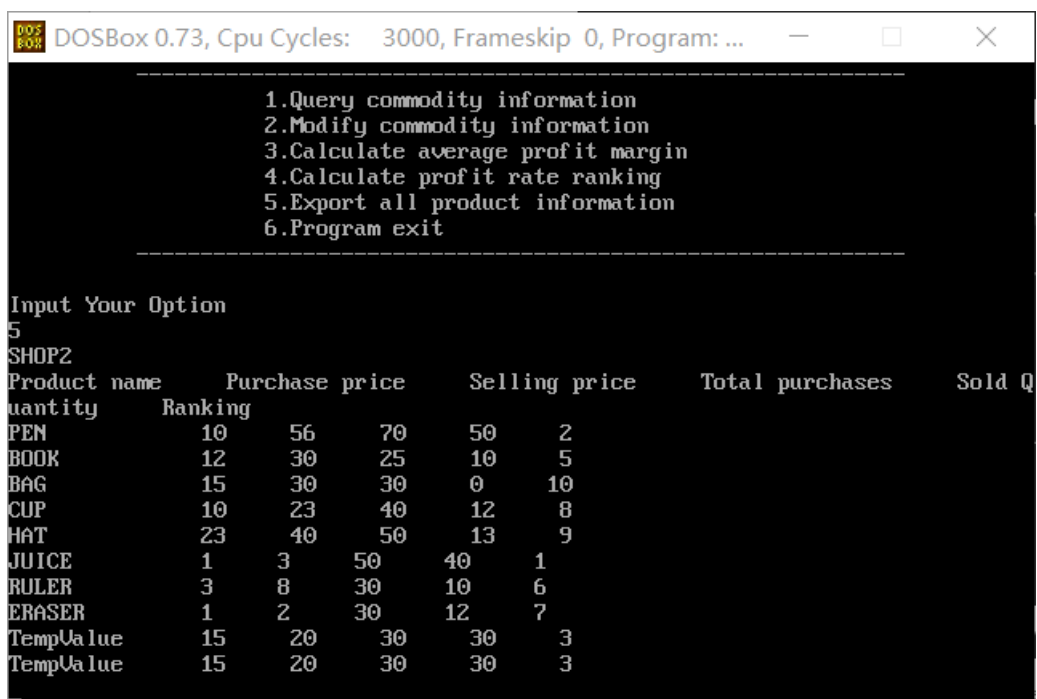 DOS BOX DOSBox 0.73, Cpu Cycles: 3000, Frameskip 0, Program: ...
1.Query commodity information
2.Modify commodity information
3.Calculate average profit margin
4.Calculate profit rate ranking
5.Export all product information
6.Program exit
Input Your Option
5
SHOP2
Product name Purchase price Selling price Total purchases Sold Q
uantity Ranking
PEN 10 56 70 50 2
BOOK 12 30 25 10 5
BAG 15 30 30 0 10
CUP 10 23 40 12 8
HAT 23 40 50 13 9
JUICE 1 3 50 40 1
RULER 3 8 30 10 6
ERASER 1 2 30 12 7
TempValue 15 20 30 30 3
TempValue 15 20 30 30 3